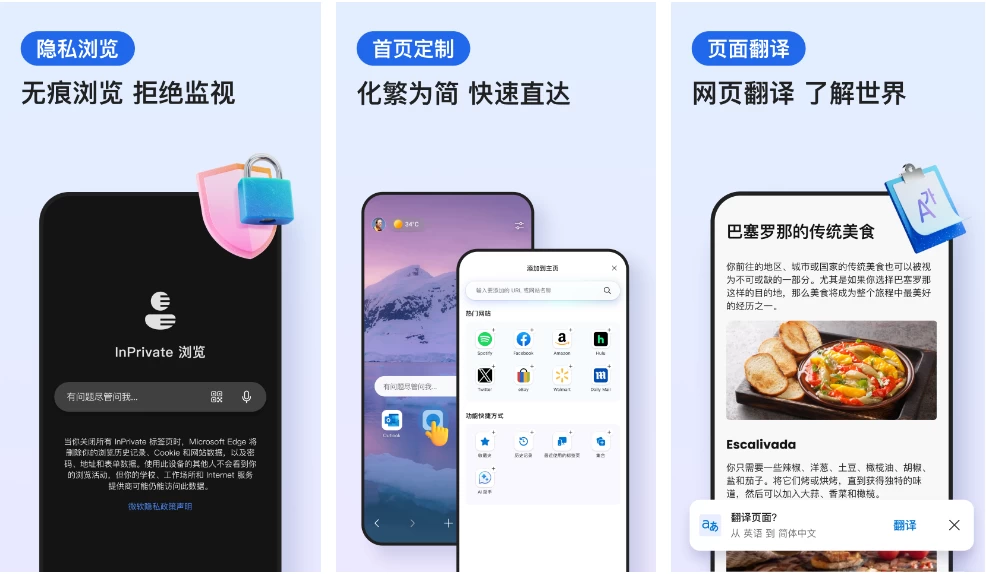 隐私浏览
无痕浏览 拒绝监视
InPrivate 浏览
有问题尽管问我...
当你关闭所有 InPrivate 标签页时，Microsoft Edge 将
删除你的浏览历史记录、Cookie 和网站数据，以及密
码，地址和表单数据。使用此设备的其他人不会看到你
的浏览活动，但你的学校、工作场所和 Internet 服务
提供商可能仍能访问此数据。
微软隐私政策声明
首页定制
化繁为简 快速直达
34°C
有问题尽管问我...
Outlook
添加到主页
输入要添加的 URL 或网站名称
热门网站
Spotify
Facebook
Amazon
Hulu
Twitter
eBay
Walmart
Daily Mail
功能快捷方式
收藏夹
历史记录
最近使用的标签页
集合
页面翻译
网页翻译 了解世界
巴塞罗那的传统美食
你前往的地区、城市或国家的传统美食也可以被视
为不可或缺的一部分。尤其是如果你选择巴塞罗那
这样的目的地，那么美食将成为整个旅程中最美好
的经历之一。
Escalivada
你只需要一些辣椒、洋葱、土豆、橄榄油、胡椒、
盐和茄子。将它们烤或烘烤，直到获得独特的味
道，然后可以加入大蒜、香菜和橄榄。
翻译页面?
从 英语 到 简体中文
翻译